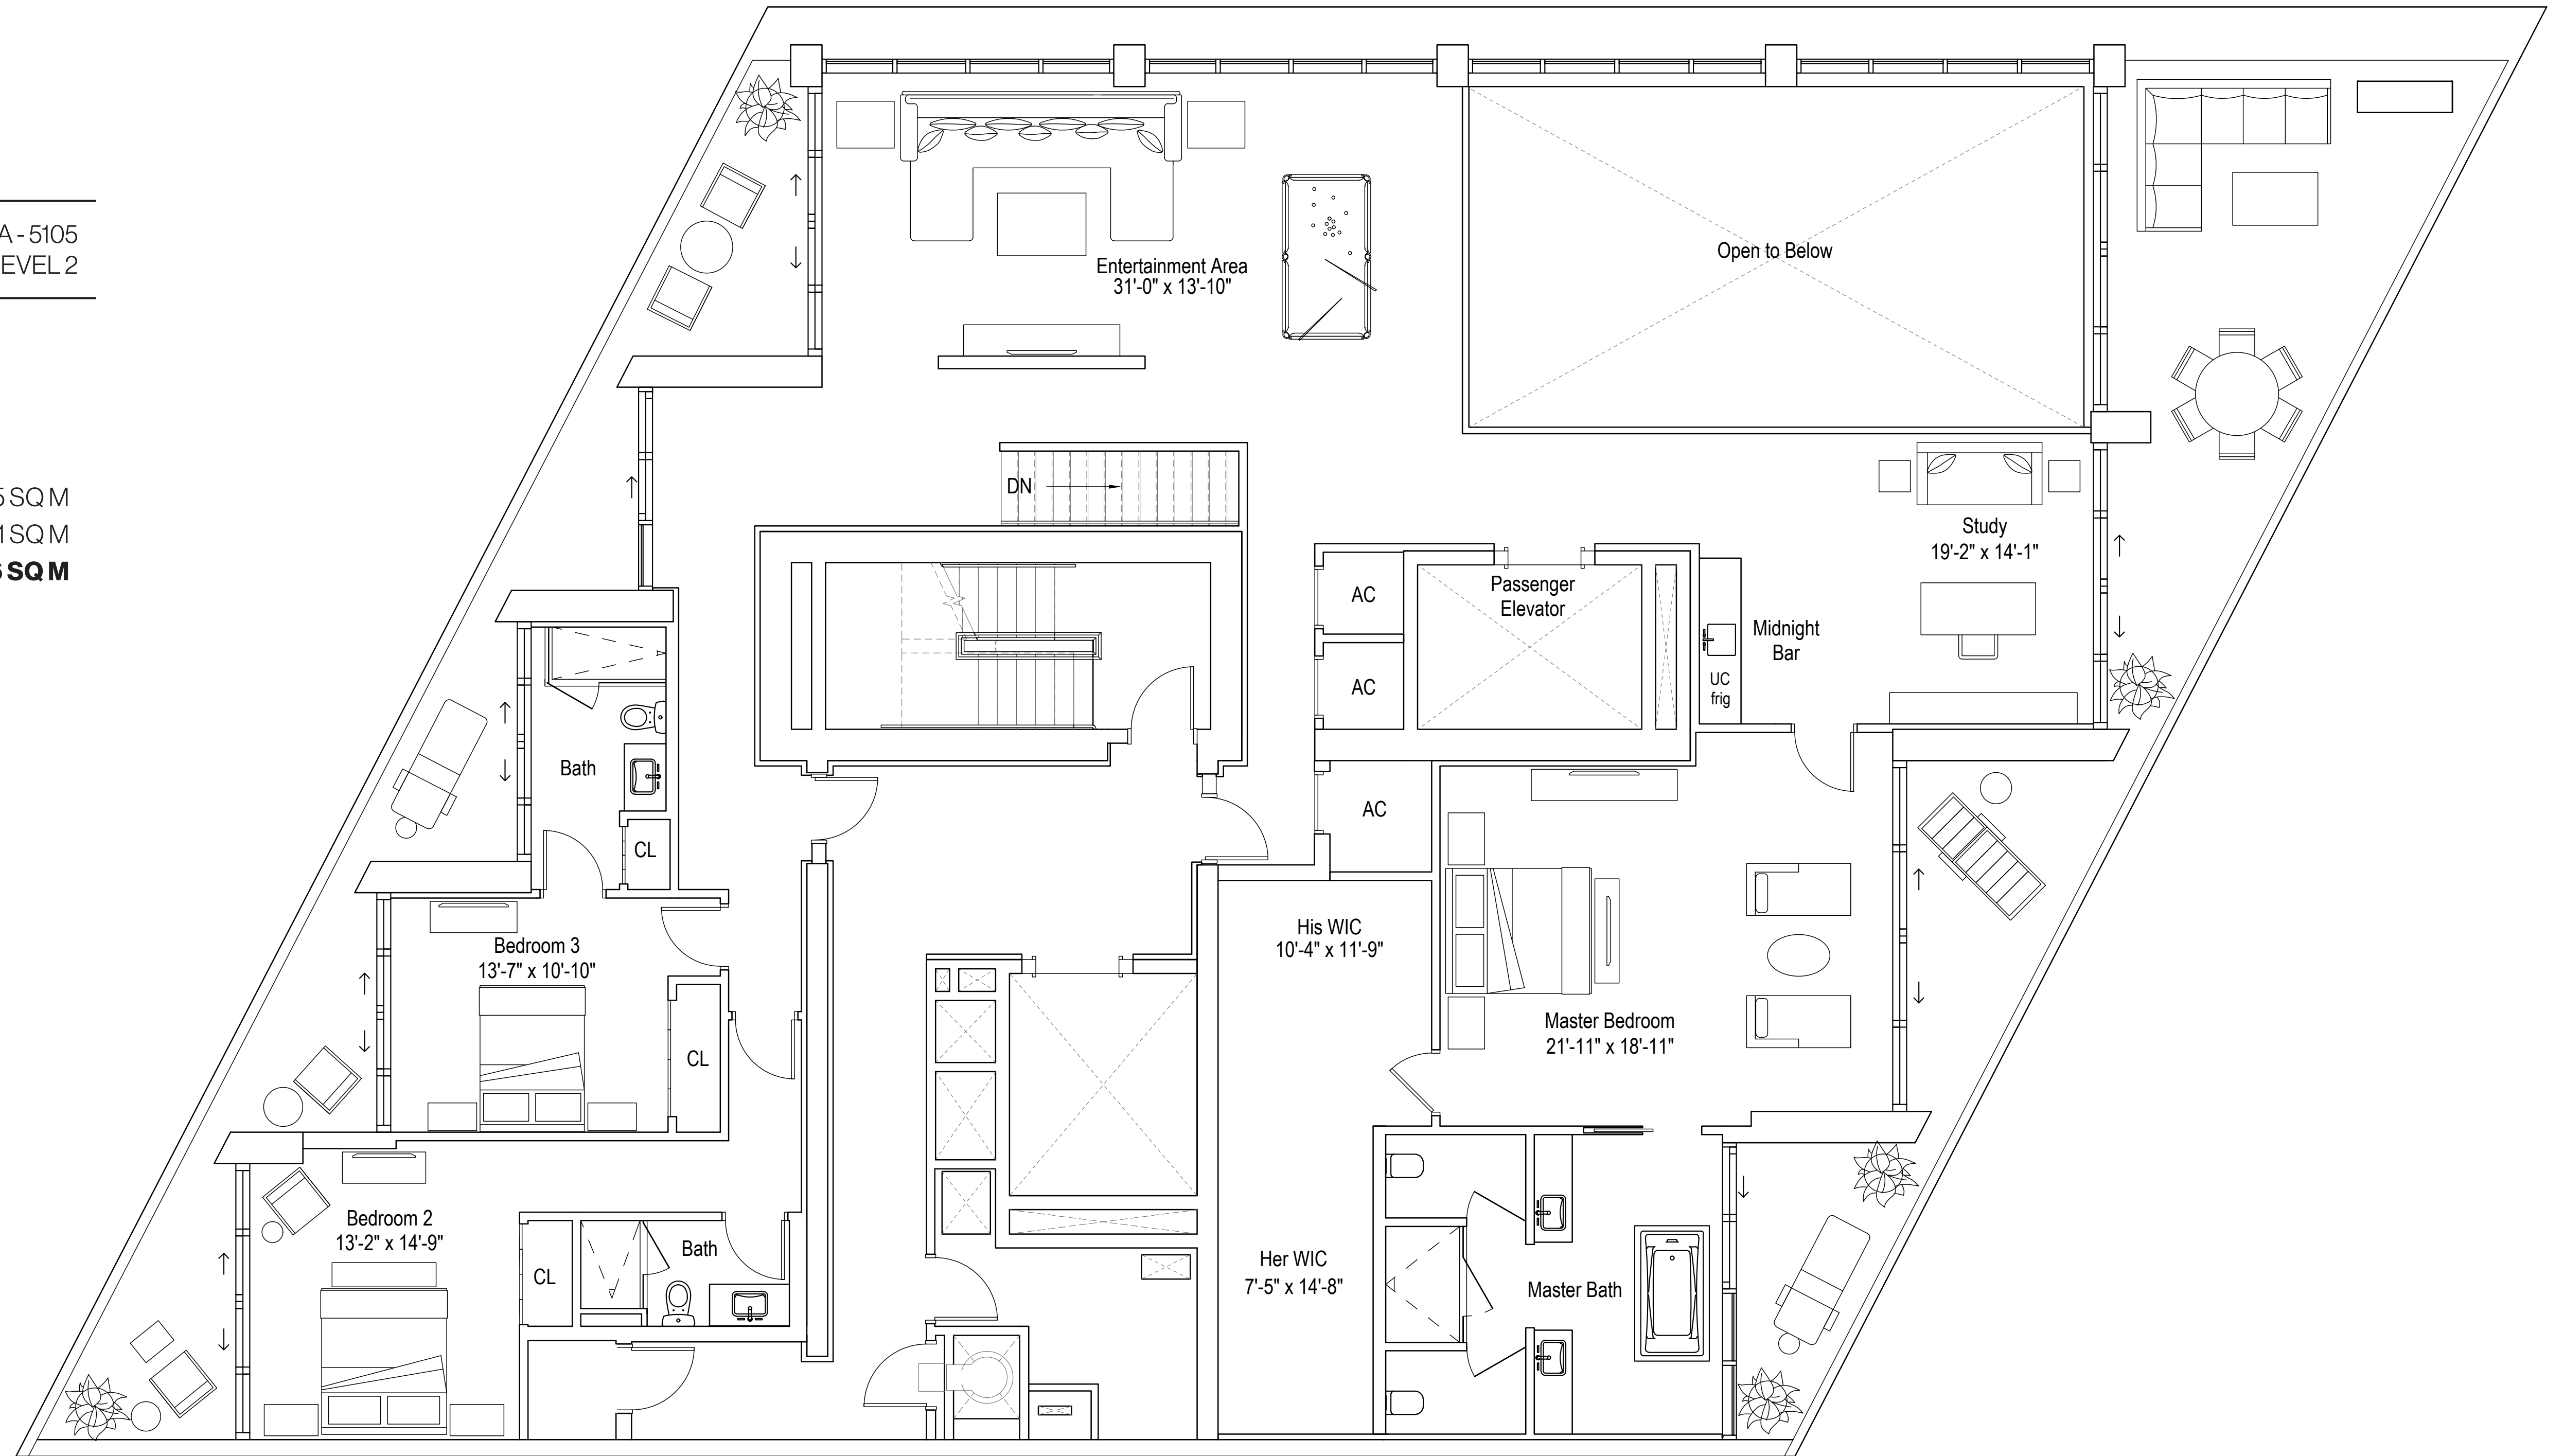 A - 5105
EVEL 2
5 SQ M
1 SQ M
SQ M
Entertainment Area
31'-0" x 13'-10"
Open to Below
DN
Study
19'-2" x 14'-1"
AC
Passenger
Elevator
Midnight
Bar
AC
UC
frig
Bath
AC
CL
His WIC
10'-4" x 11'-9"
Bedroom 3
13'-7" x 10'-10"
Master Bedroom
21'-11" x 18'-11"
CL
Bedroom 2
13'-2" x 14'-9"
Bath
CL
Her WIC
7'-5" x 14'-8"
Master Bath